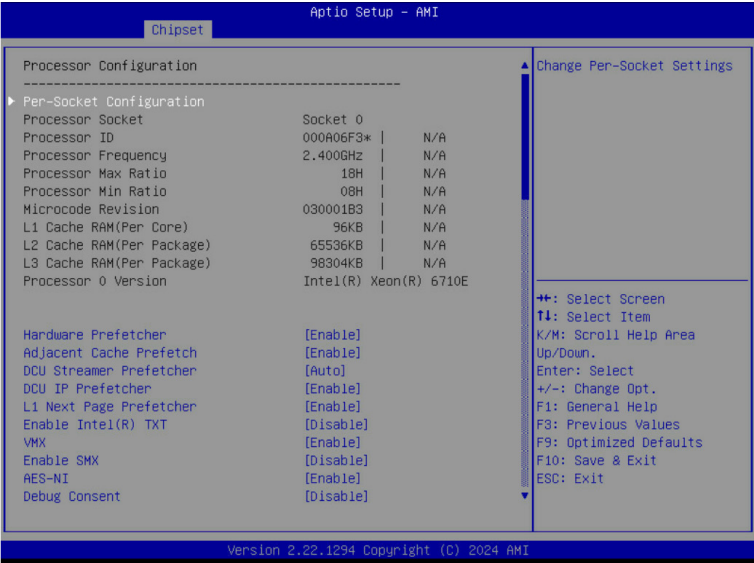 Aptio Setup – AMI
Chipset
Processor Configuration
--------------------------------------------------
Per-Socket Configuration
Processor Socket Socket 0
Processor ID 000A06F3* | N/A
Processor Frequency 2.400GHz | N/A
Processor Max Ratio 18H | N/A
Processor Min Ratio 08H | N/A
Microcode Revision 030001B3 | N/A
L1 Cache RAM(Per Core) 96KB | N/A
L2 Cache RAM(Per Package) 65536KB | N/A
L3 Cache RAM(Per Package) 98304KB | N/A
Processor 0 Version Intel(R) Xeon(R) 6710E
Hardware Prefetcher [Enable]
Adjacent Cache Prefetch [Enable]
DCU Streamer Prefetcher [Auto]
DCU IP Prefetcher [Enable]
L1 Next Page Prefetcher [Enable]
Enable Intel(R) TXT [Disable]
VMX [Enable]
Enable SMX [Disable]
AES-NI [Enable]
Debug Consent [Disable]
Change Per-Socket Settings
→←: Select Screen
↑↓: Select Item
K/M: Scroll Help Area
Up/Down.
Enter: Select
+/-: Change Opt.
F1: General Help
F3: Previous Values
F9: Optimized Defaults
F10: Save & Exit
ESC: Exit
Version 2.22.1294 Copyright (C) 2024 AMI